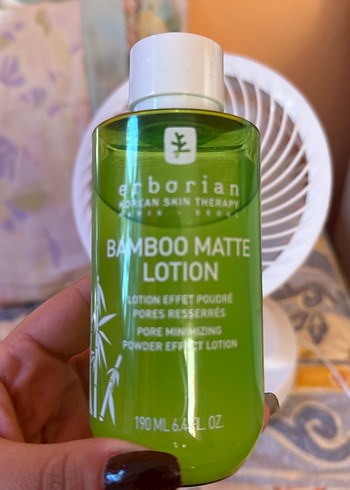 erborian
KOREAN SKIN THERAPY
PARIS - SEOUL
BAMBOO MATTE
LOTION
LOTION EFFET POUDRÉ
PORES RESSERRÉS
PORE MINIMIZING
POWDER EFFECT LOTION
190 ML 6.4 FL. OZ.